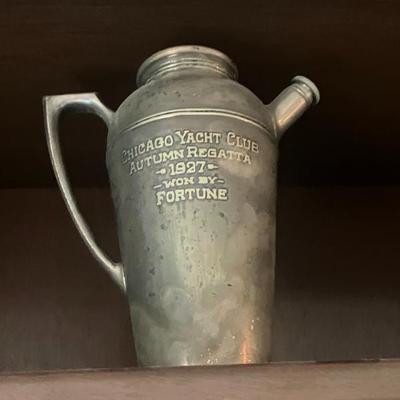 CHICAGO YACHT CLUB
AUTUMN REGATTA
1927
WON BY
FORTUNE